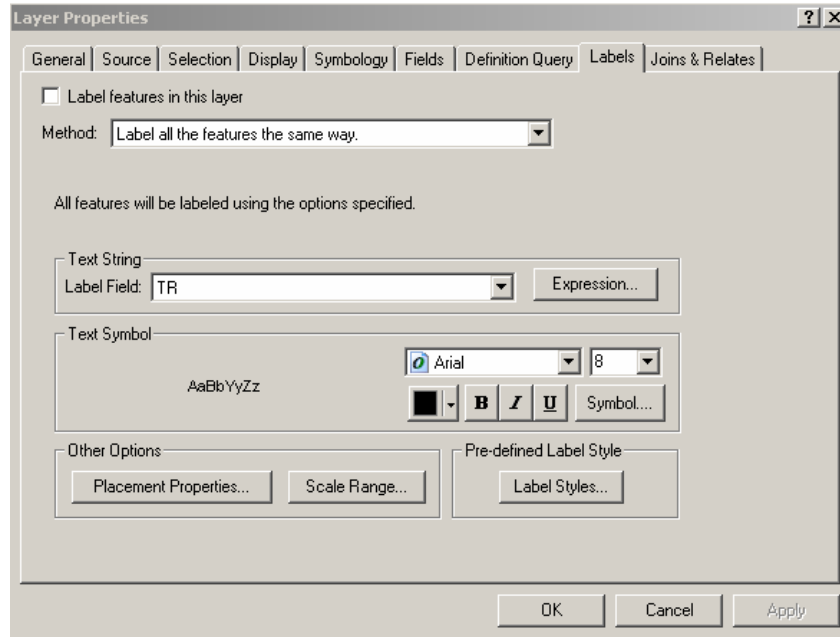 Layer Properties
General Source Selection Display Symbology Fields Definition Query Labels Joins & Relates
Label features in this layer
Method: Label all the features the same way.
All features will be labeled using the options specified.
Text String
Label Field: TR Expression...
Text Symbol
AaBbYyZz
Arial 8
B I U Symbol....
Other Options
Placement Properties... Scale Range...
Pre-defined Label Style
Label Styles...
OK Cancel Apply